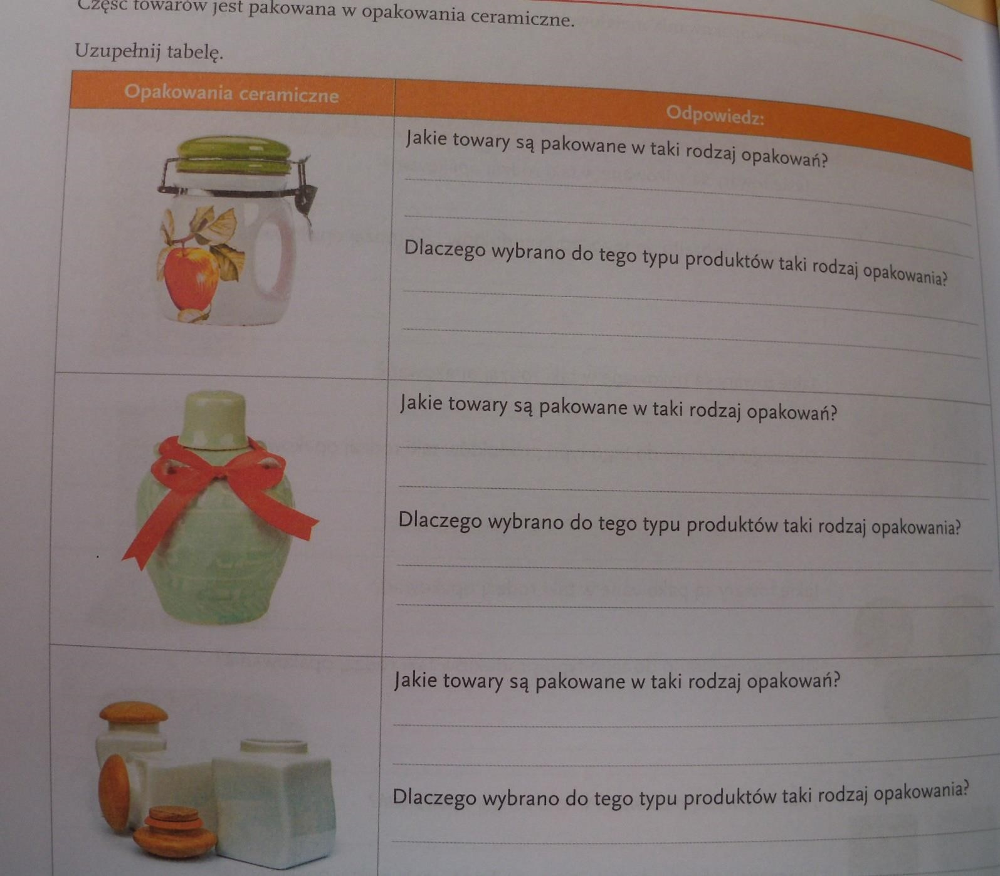 Część towarów jest pakowana w opakowania ceramiczne.
Uzupełnij tabelę.
Opakowania ceramiczne
Odpowiedz:
Jakie towary są pakowane w taki rodzaj opakowań?
Dlaczego wybrano do tego typu produktów taki rodzaj opakowania?
Jakie towary są pakowane w taki rodzaj opakowań?
Dlaczego wybrano do tego typu produktów taki rodzaj opakowania?
Jakie towary są pakowane w taki rodzaj opakowań?
Dlaczego wybrano do tego typu produktów taki rodzaj opakowania?